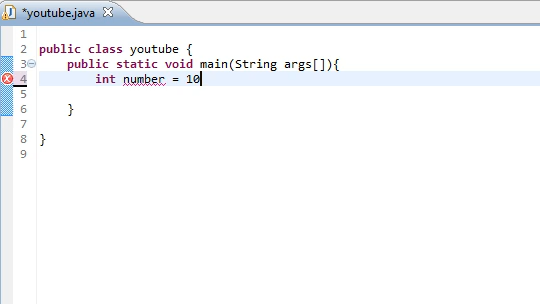 *youtube.java
1
2 public class youtube {
3 public static void main(String args[]){
4 int number = 10
5
6 }
7
8 }
9